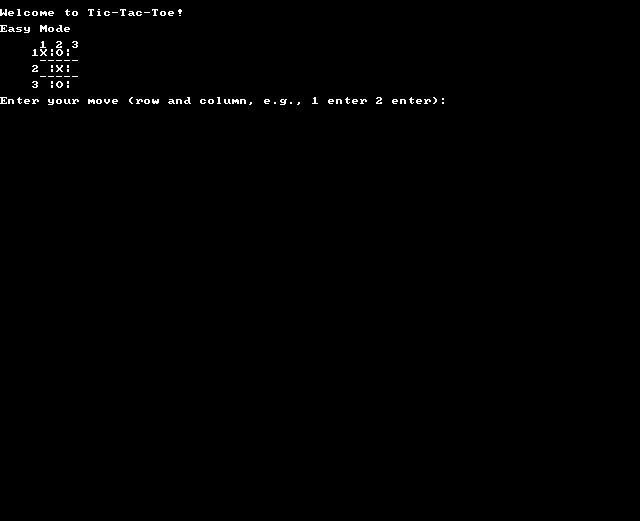 Welcome to Tic-Tac-Toe!
Easy Mode
1 2 3
1X¦O¦
-----
2 ¦X¦
-----
3 ¦O¦
Enter your move (row and column, e.g., 1 enter 2 enter):